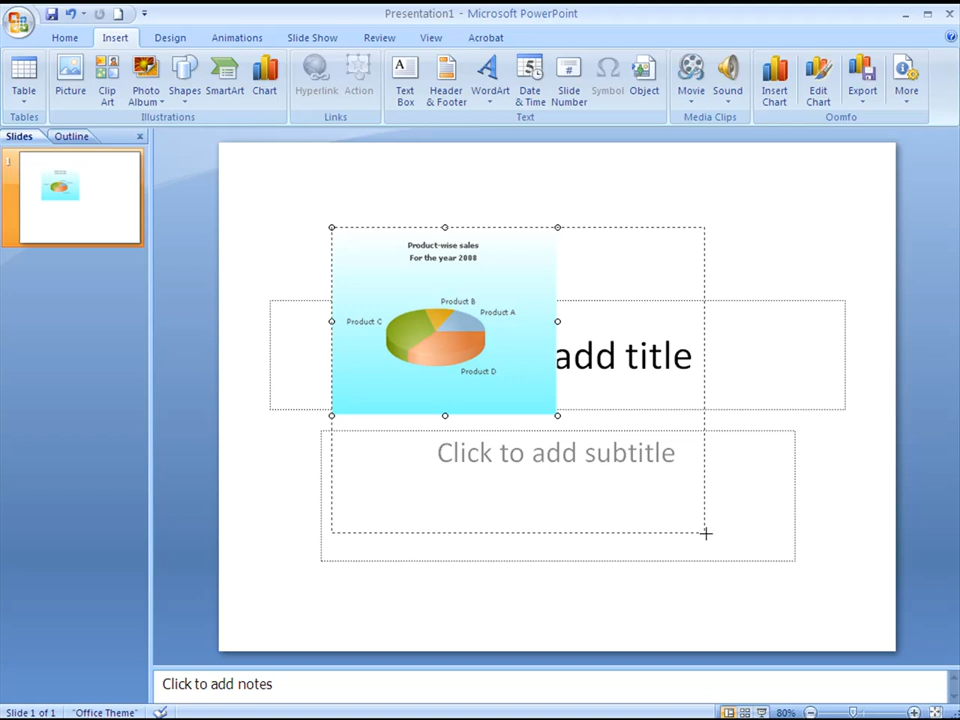 Presentation1 - Microsoft PowerPoint
Home Insert Design Animations Slide Show Review View Acrobat
Table Picture Clip Art Photo Album Shapes SmartArt Chart Hyperlink Action Text Box Header & Footer WordArt Date & Time Slide Number Symbol Object Movie Sound Insert Chart Edit Chart Export More
Tables Illustrations Links Text Media Clips Oomfo
Slides Outline
1
Product-wise sales
For the year 2008
Product B
Product A
Product C
Product D
add title
Click to add subtitle
Click to add notes
Slide 1 of 1 "Office Theme" 80%